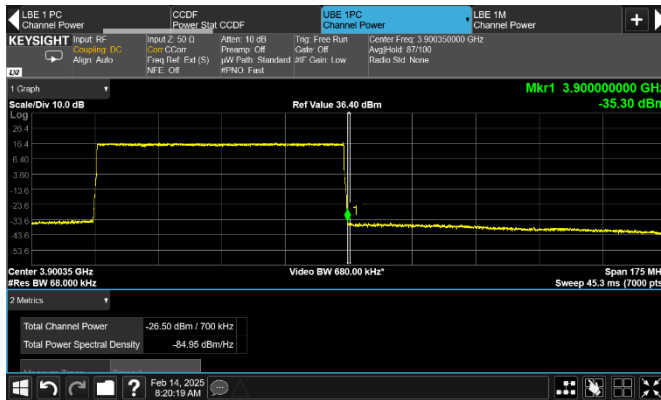 LBE 1 PC
Channel Power
CCDF
Power Stat CCDF
UBE 1PC
Channel Power
LBE 1M
Channel Power
KEYSIGHT
Input: RF
Coupling: DC
Align: Auto
Input Z: 50 Ω
Corr CCorr
Freq Ref: Ext (S)
NFE: Off
Atten: 10 dB
Preamp: Off
µW Path: Standard
#PNO: Fast
Trig: Free Run
Gate: Off
#IF Gain: Low
Center Freq: 3.900350000 GHz
Avg|Hold: 87/100
Radio Std: None
1 Graph
Mkr1 3.900000000 GHz
Scale/Div 10.0 dB
Ref Value 36.40 dBm
-35.30 dBm
Log
26.4
16.4
6.40
-3.60
-13.6
-23.6
-33.6
-43.6
-53.6
1
Center 3.90035 GHz
Video BW 680.00 kHz*
Span 175 MH
#Res BW 68.000 kHz
Sweep 45.3 ms (7000 pts
2 Metrics
Total Channel Power
-26.50 dBm / 700 kHz
Total Power Spectral Density
-84.95 dBm/Hz
Feb 14, 2025
8:20:19 AM